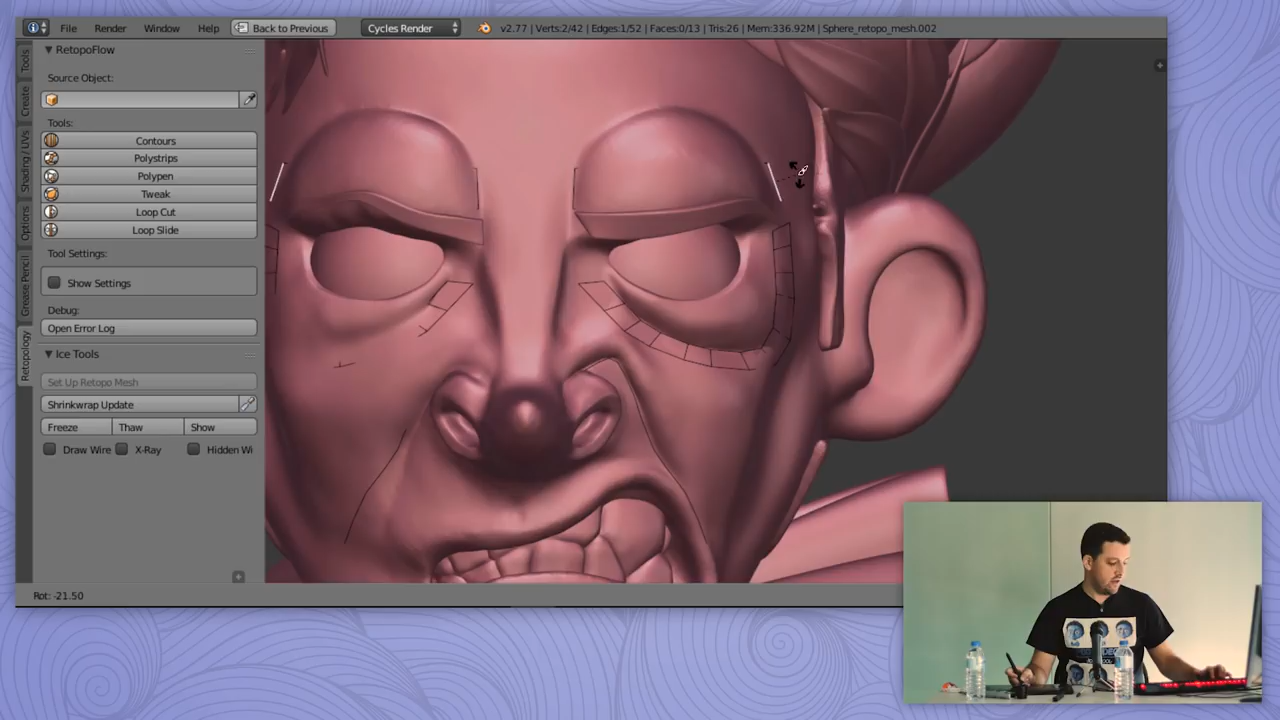 File Render Window Help Back to Previous Cycles Render v2.77 | Verts:2/42 | Edges:1/52 | Faces:0/13 | Tris:26 | Mem:336.92M | Sphere_retopo_mesh.002
Tools
Create
Shading / UVs
Options
Grease Pencil
Retopology
RetopoFlow
Source Object:
Tools:
Contours
Polystrips
Polypen
Tweak
Loop Cut
Loop Slide
Tool Settings:
Show Settings
Debug:
Open Error Log
Ice Tools
Set Up Retopo Mesh
Shrinkwrap Update
Freeze Thaw Show
Draw Wire X-Ray Hidden Wi
Rot: -21.50